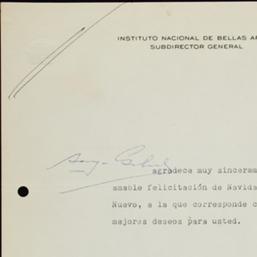 INSTITUTO NACIONAL DE BELLAS AR
SUBDIRECTOR GENERAL
agradece muy sincerame
amable felicitación de Navida
Nuevo, a la que corresponde c
mejores deseos para usted.